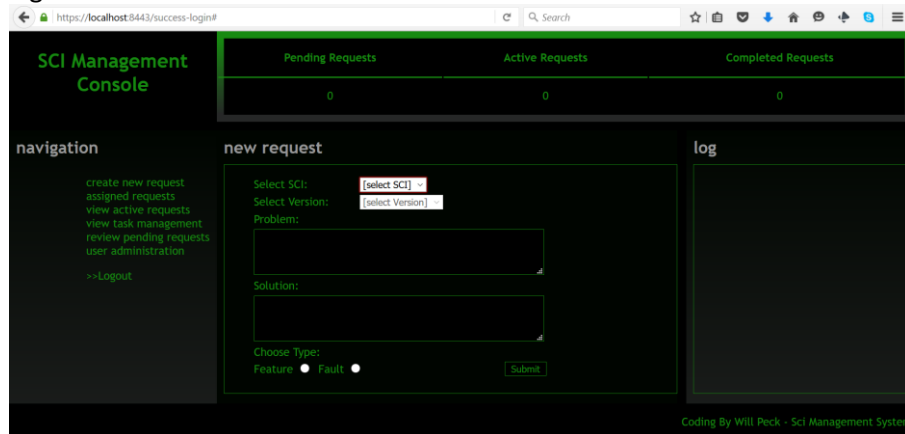 https://localhost:8443/success-login#
Search
SCI Management
Console
Pending Requests
Active Requests
Completed Requests
0
0
0
navigation
create new request
assigned requests
view active requests
view task management
review pending requests
user administration
>>Logout
new request
Select SCI:
[select SCI]
Select Version:
[select Version]
Problem:
Solution:
Choose Type:
Feature
Fault
Submit
log
Coding By Will Peck - Sci Management System